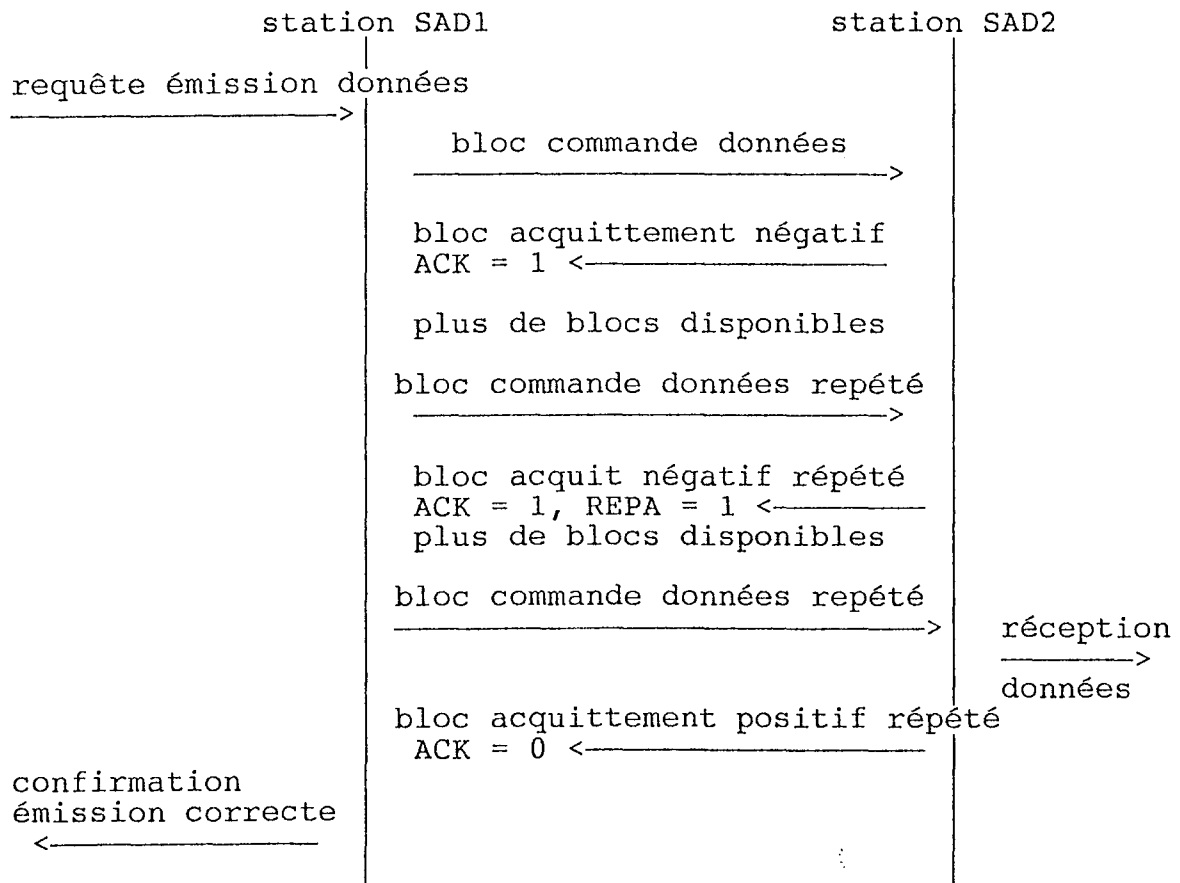 station SAD1 station SAD2
requête émission données
bloc commande données
bloc acquittement négatif
ACK = 1 <
plus de blocs disponibles
bloc commande données repété
bloc acquit négatif répété
ACK = 1, REPA = 1 <
plus de blocs disponibles
bloc commande données repété
réception
données
bloc acquittement positif répété
ACK = 0 <
confirmation
émission correcte